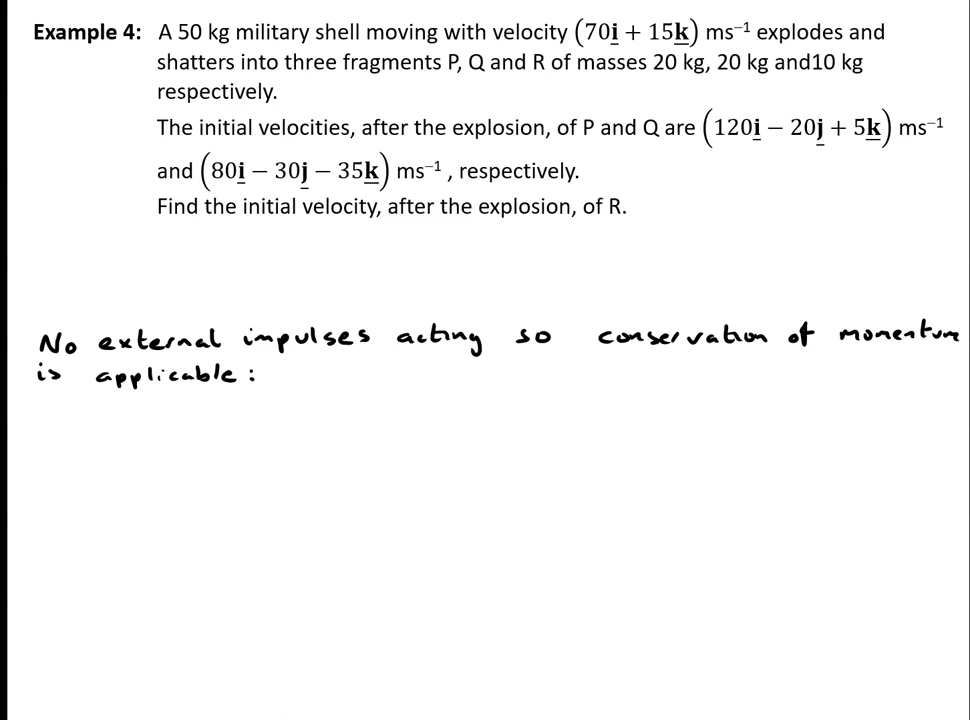 Example 4: A 50 kg military shell moving with velocity (70i + 15k) ms⁻¹ explodes and
shatters into three fragments P, Q and R of masses 20 kg, 20 kg and10 kg
respectively.
The initial velocities, after the explosion, of P and Q are (120i − 20j + 5k) ms⁻¹
and (80i − 30j − 35k) ms⁻¹ , respectively.
Find the initial velocity, after the explosion, of R.
No external impulses acting so conservation of momentum
is applicable: